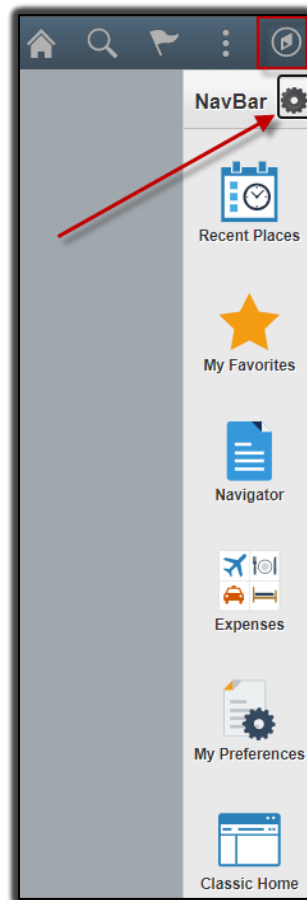 NavBar
Recent Places
My Favorites
Navigator
Expenses
My Preferences
Classic Home